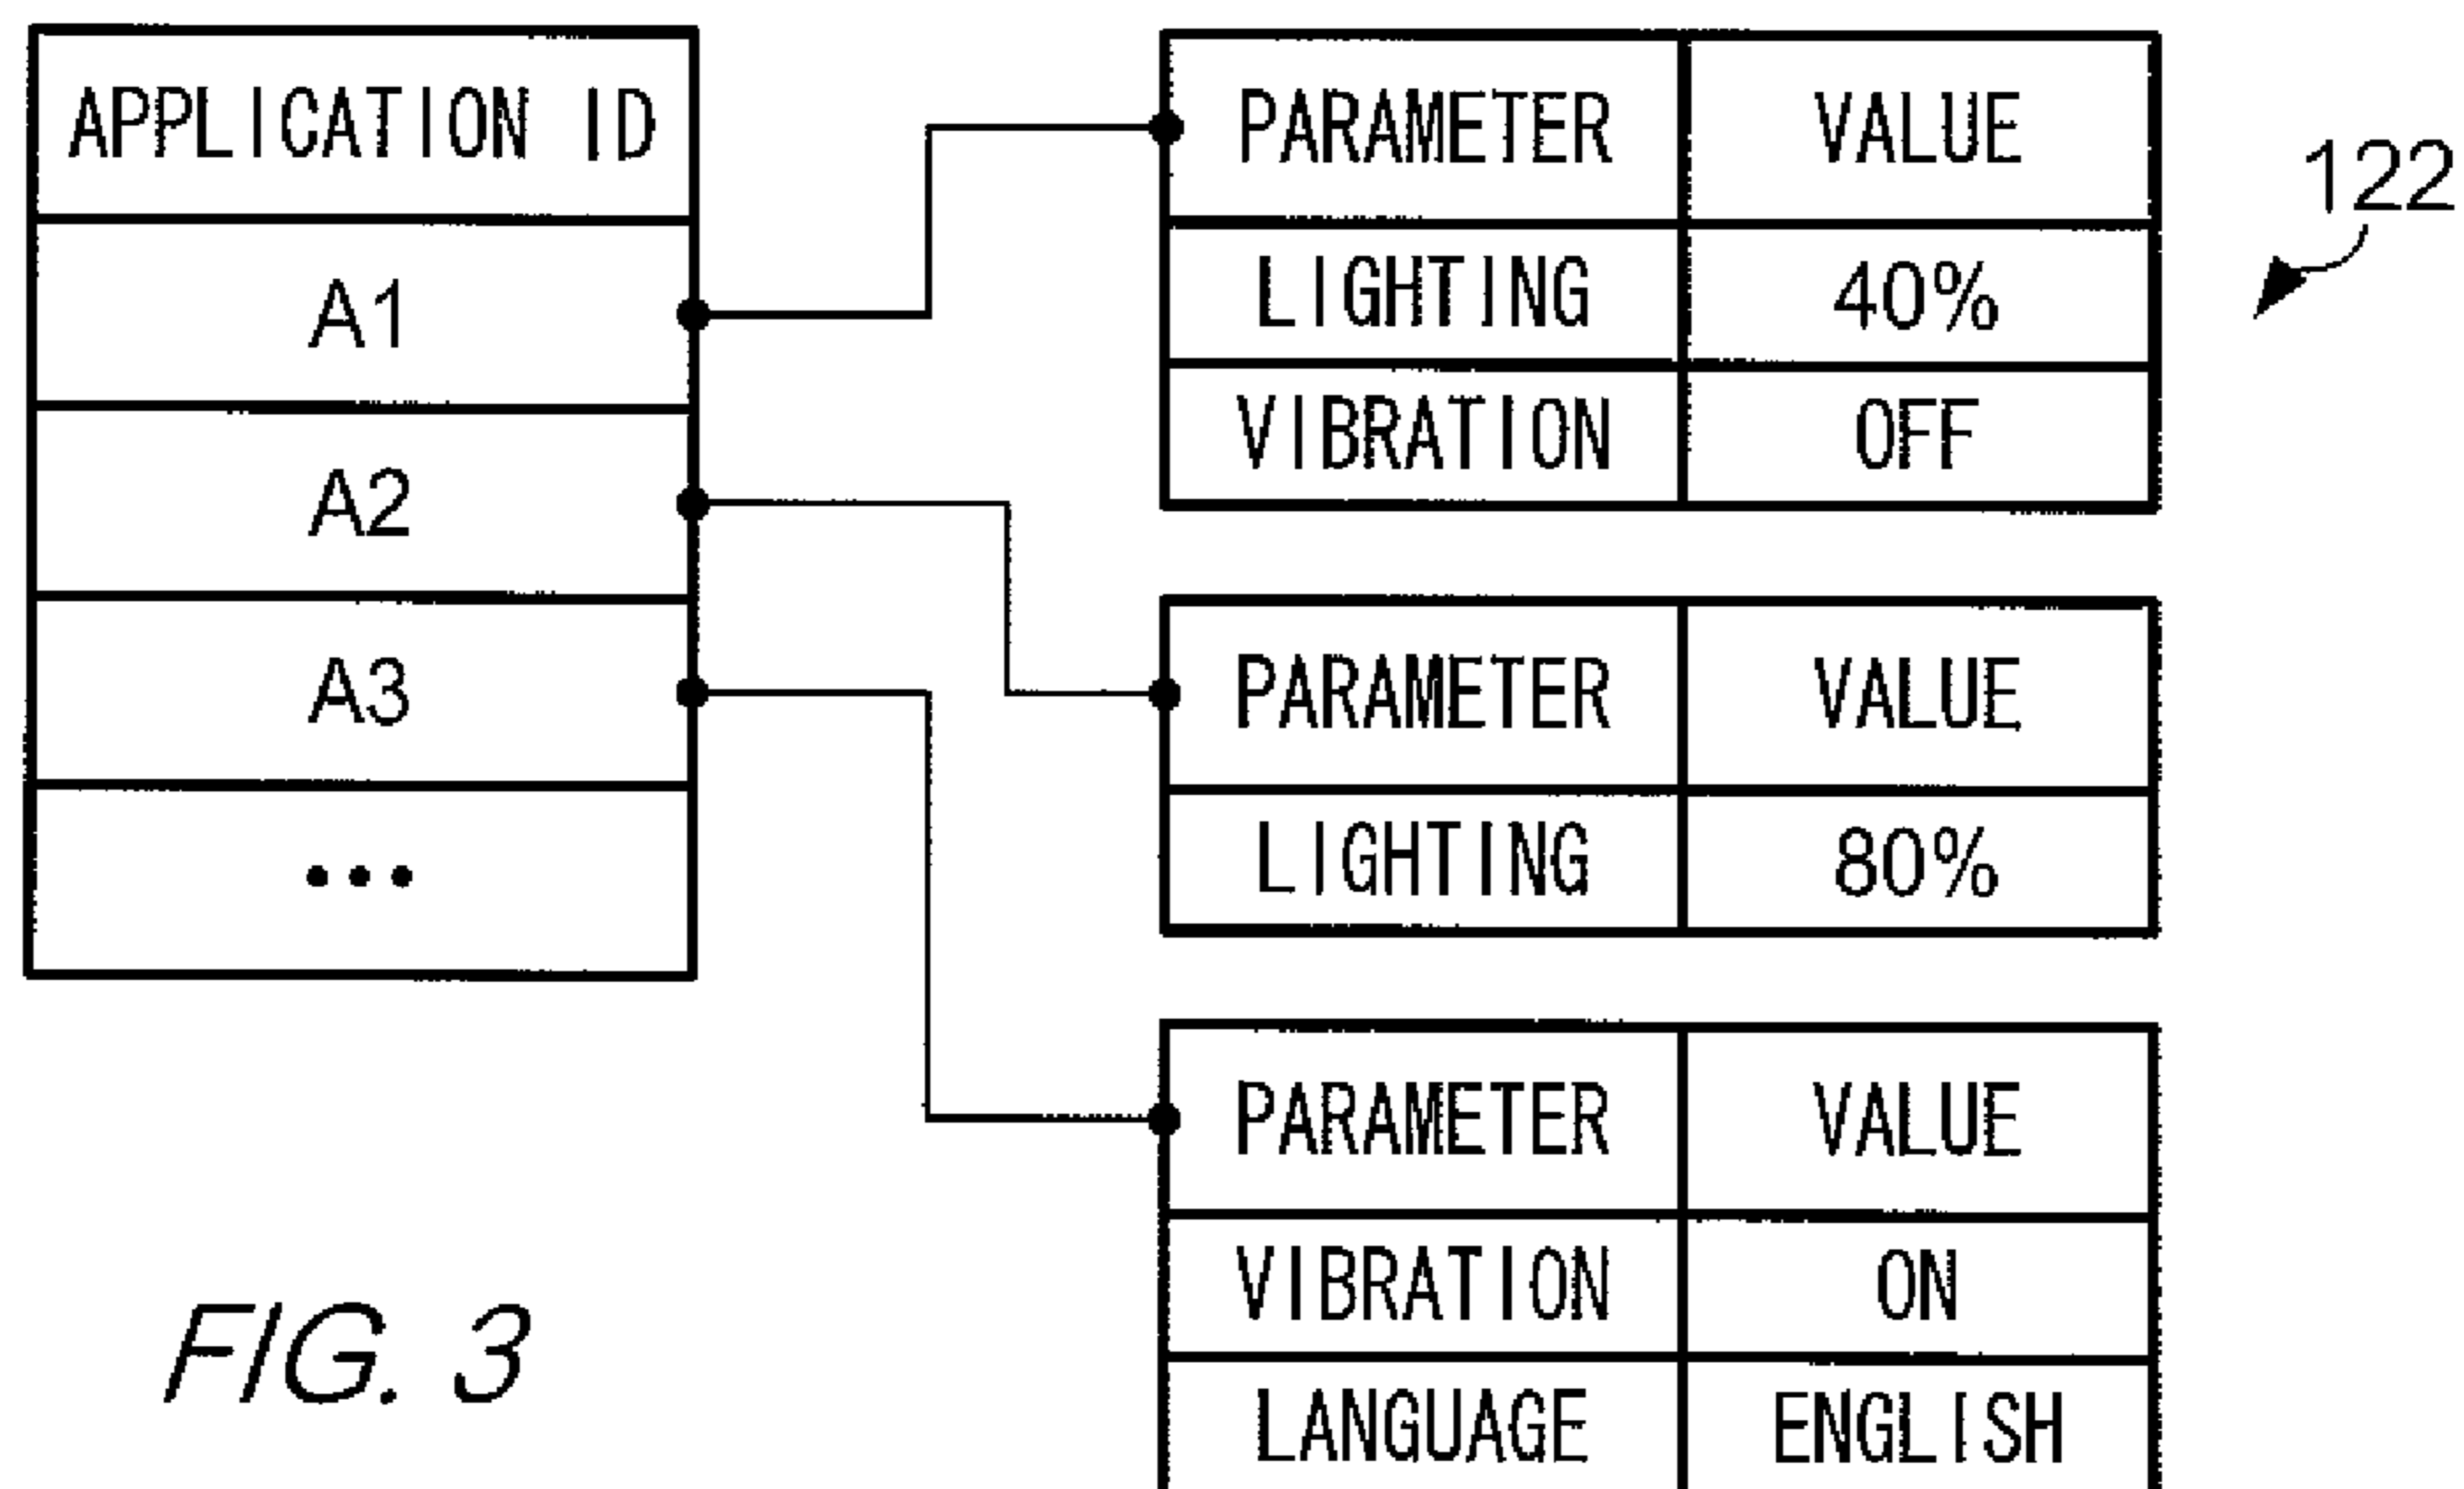 APPLICATION ID
A1
A2
A3
•••
PARAMETER VALUE
LIGHTING 40%
VIBRATION OFF
122
PARAMETER VALUE
LIGHTING 80%
PARAMETER VALUE
VIBRATION ON
LANGUAGE ENGLISH
FIG. 3